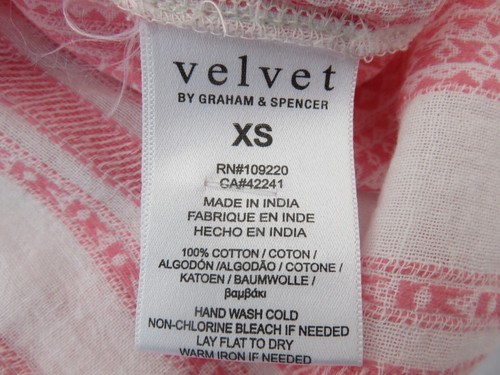 velvet
BY GRAHAM & SPENCER
XS
RN#109220
CA#42241
MADE IN INDIA
FABRIQUE EN INDE
HECHO EN INDIA
100% COTTON / COTON /
ALGODÓN /ALGODÃO / COTONE /
KATOEN / BAUMWOLLE /
βαμβάκι
HAND WASH COLD
NON-CHLORINE BLEACH IF NEEDED
LAY FLAT TO DRY
WARM IRON IF NEEDED